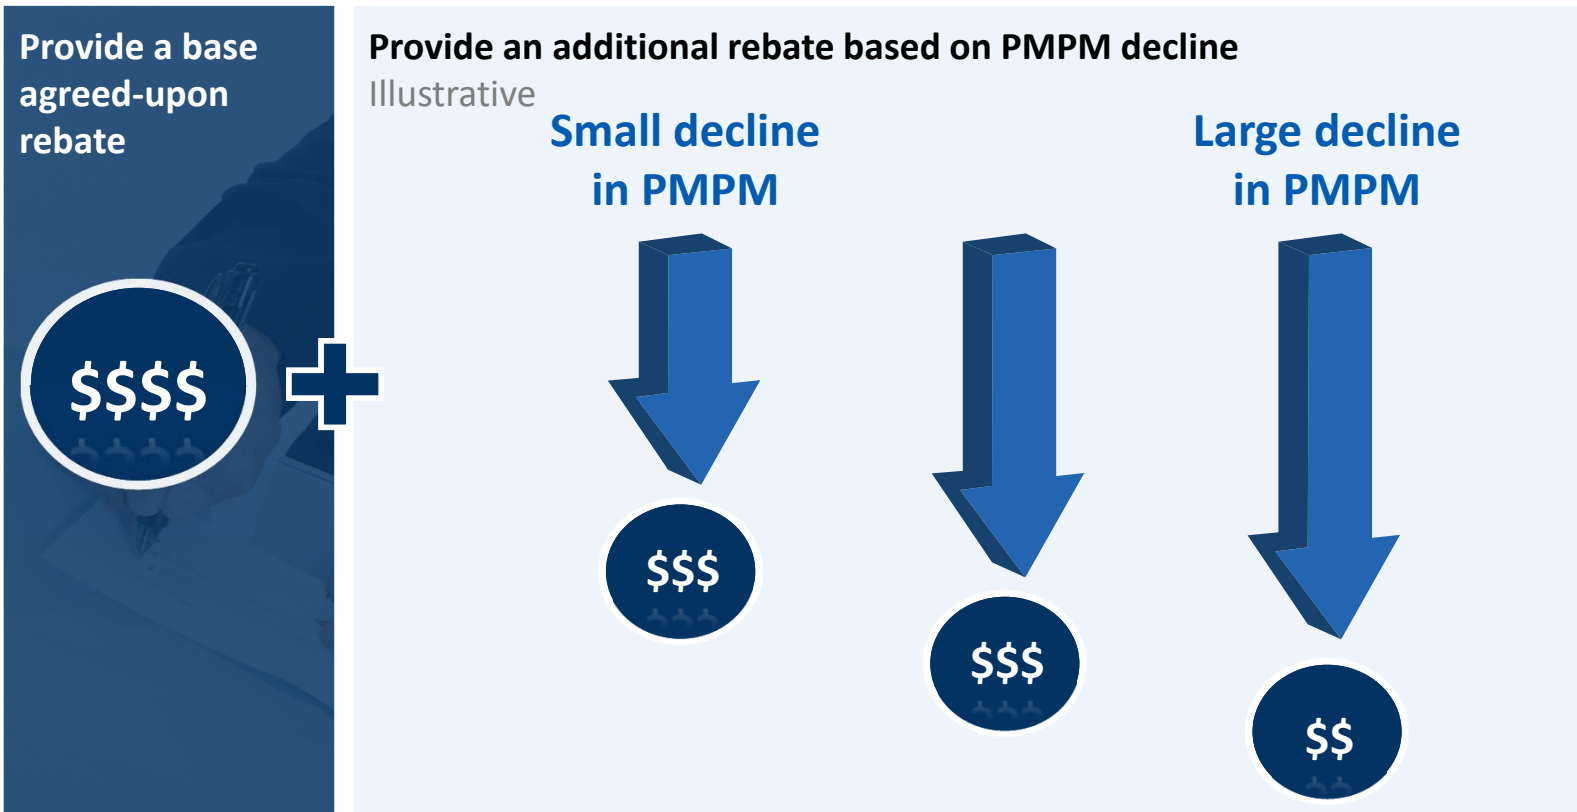 Provide a base
agreed-upon
rebate
$$$$
Provide an additional rebate based on PMPM decline
Illustrative
Small decline
in PMPM
Large decline
in PMPM
$$$
$$$
$$